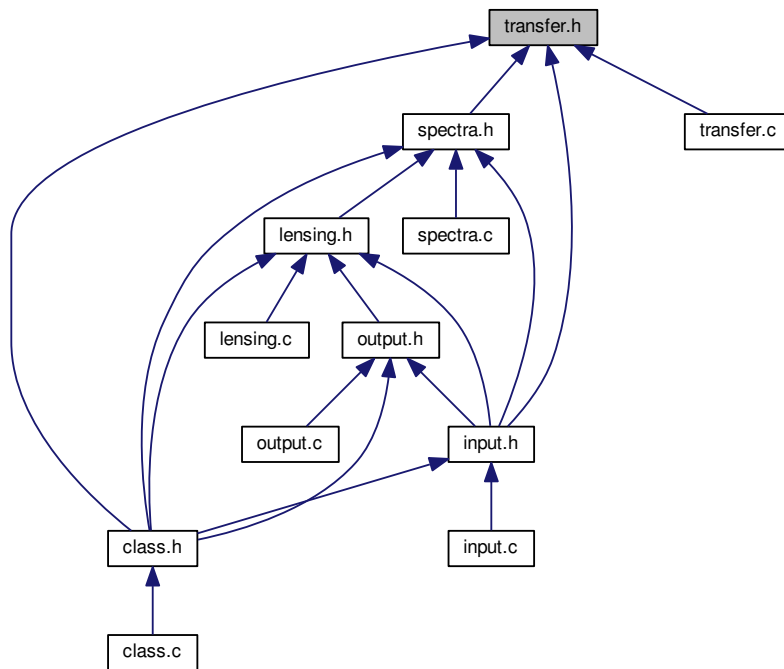 transfer.h
spectra.h
transfer.c
lensing.h
spectra.c
lensing.c
output.h
output.c
input.h
class.h
input.c
class.c